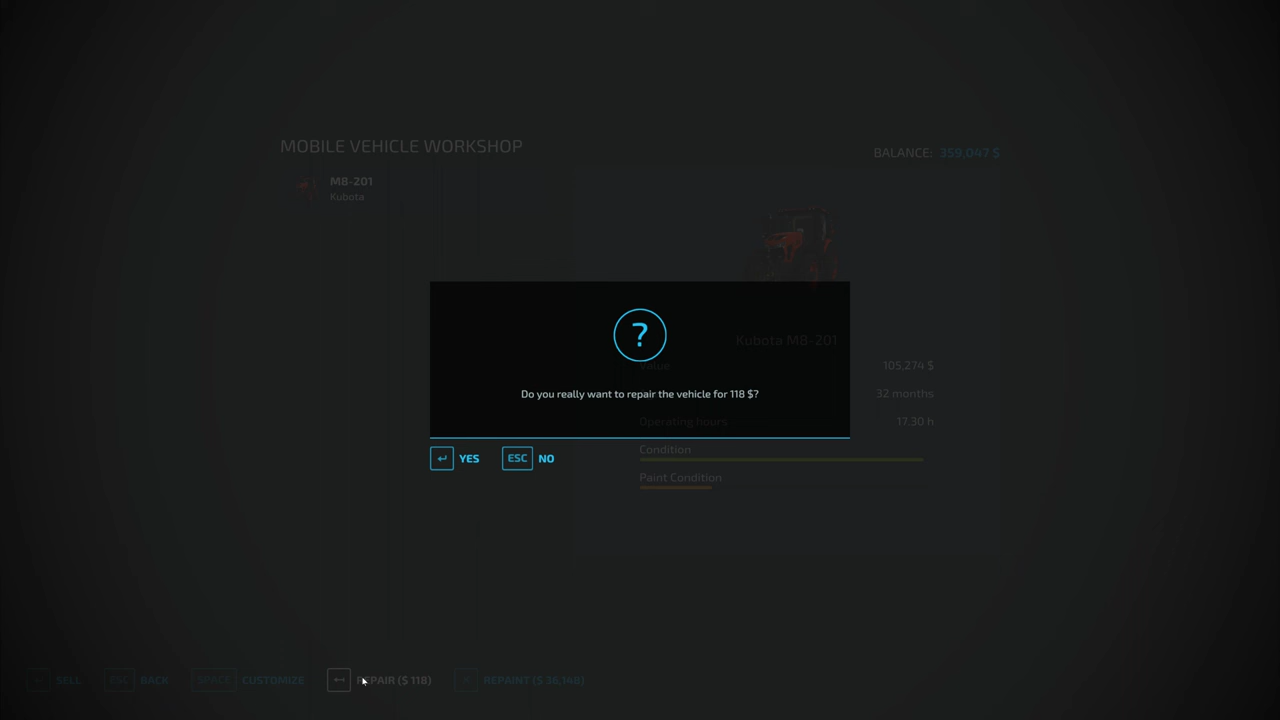 MOBILE VEHICLE WORKSHOP
BALANCE: 359,047 $
M8-201
Kubota
?
Kubota M8-201
Value 105,274 $
Do you really want to repair the vehicle for 118 $?
32 months
Operating hours 17.30 h
Condition
Paint Condition
YES
ESC NO
SELL
ESC BACK
SPACE CUSTOMIZE
REPAIR ($ 118)
REPAINT ($ 36,148)